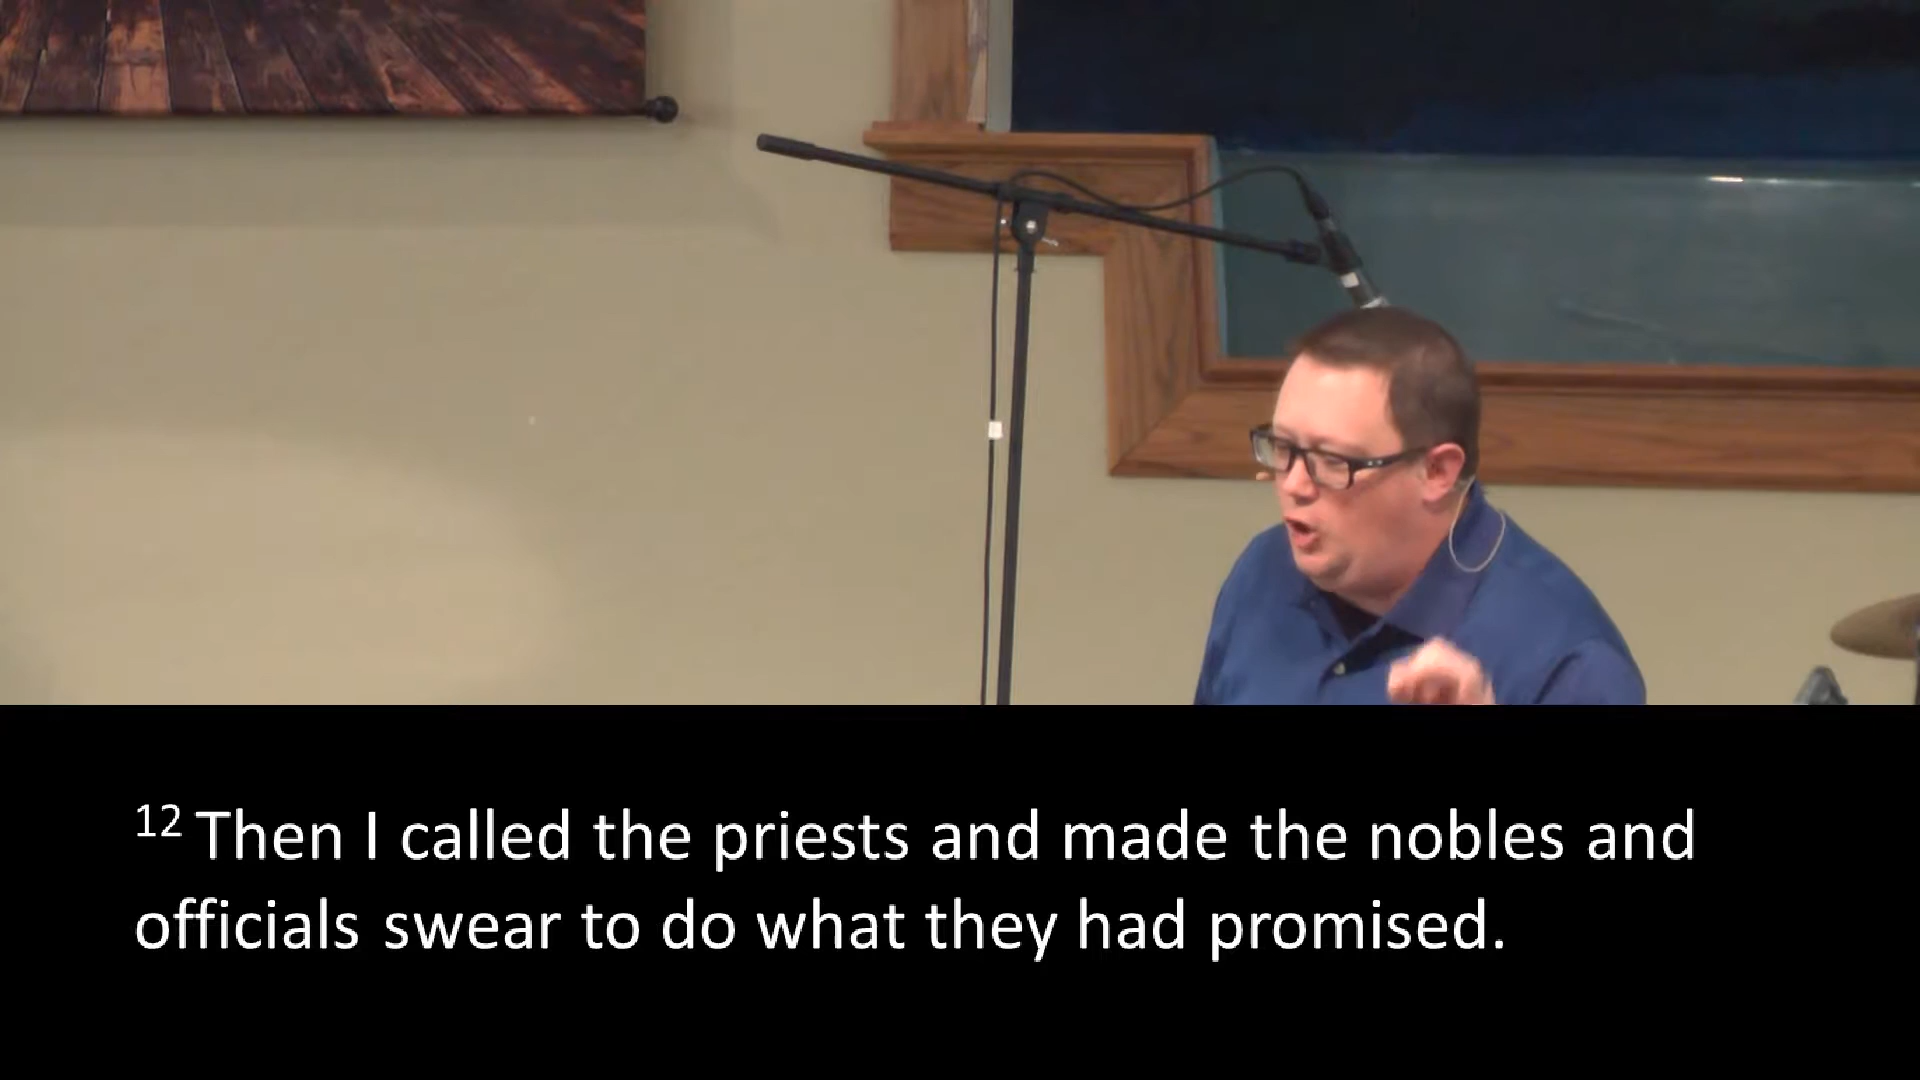 12 Then I called the priests and made the nobles and
officials swear to do what they had promised.